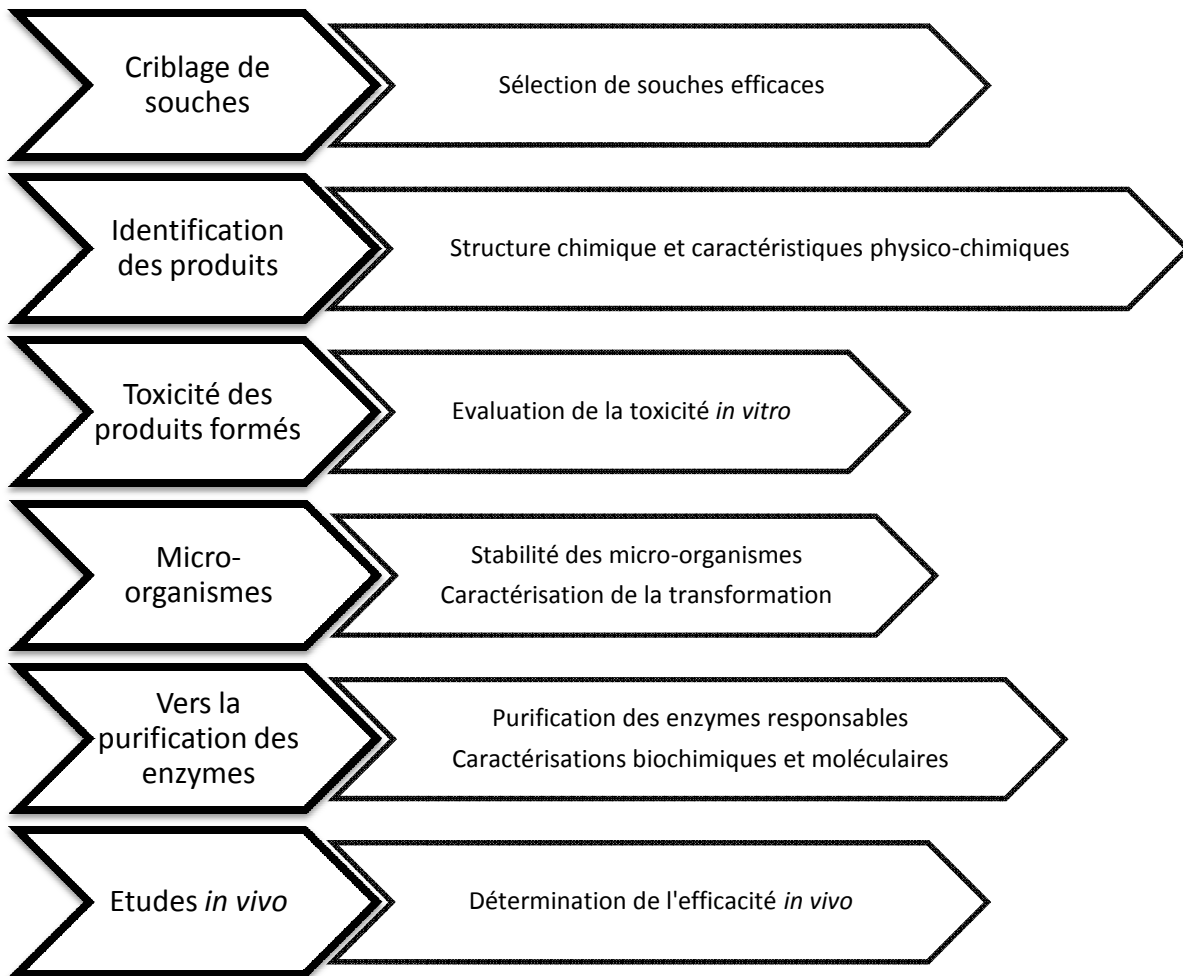 Criblage de
souches
Sélection de souches efficaces
Identification
des produits
Structure chimique et caractéristiques physico-chimiques
Toxicité des
produits formés
Evaluation de la toxicité in vitro
Micro-
organismes
Stabilité des micro-organismes
Caractérisation de la transformation
Vers la
purification des
enzymes
Purification des enzymes responsables
Caractérisations biochimiques et moléculaires
Etudes in vivo
Détermination de l'efficacité in vivo